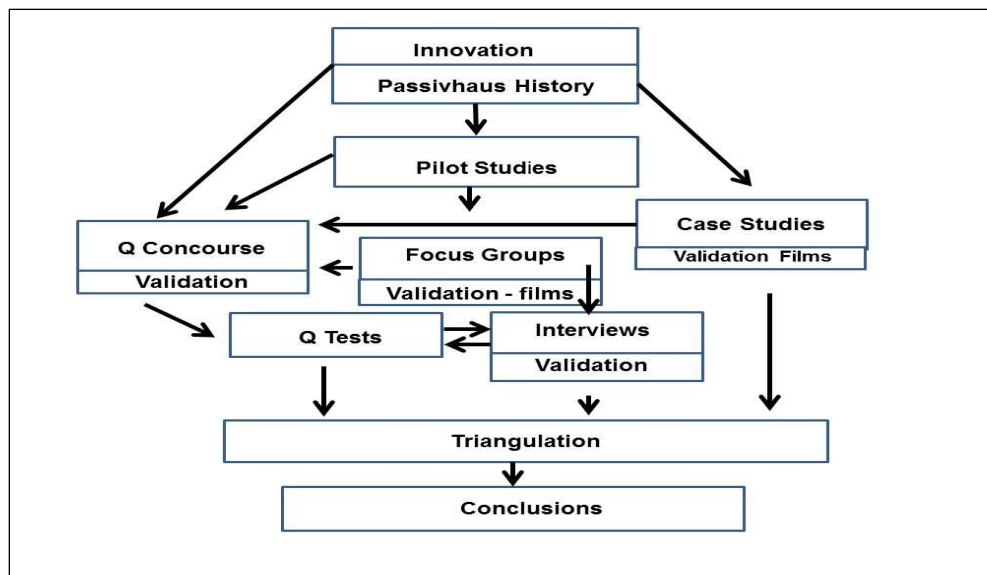 Innovation
Passivhaus History
Pilot Studies
Case Studies
Validation Films
Q Concourse
Validation
Focus Groups
Validation - films
Q Tests
Interviews
Validation
Triangulation
Conclusions